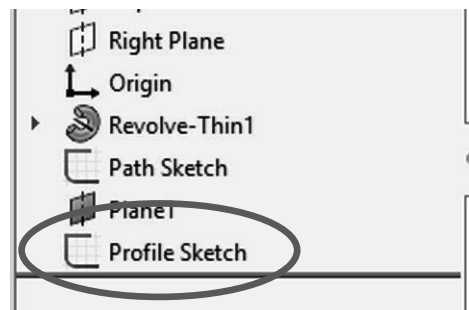 Right Plane
Origin
Revolve-Thin1
Path Sketch
Plane1
Profile Sketch